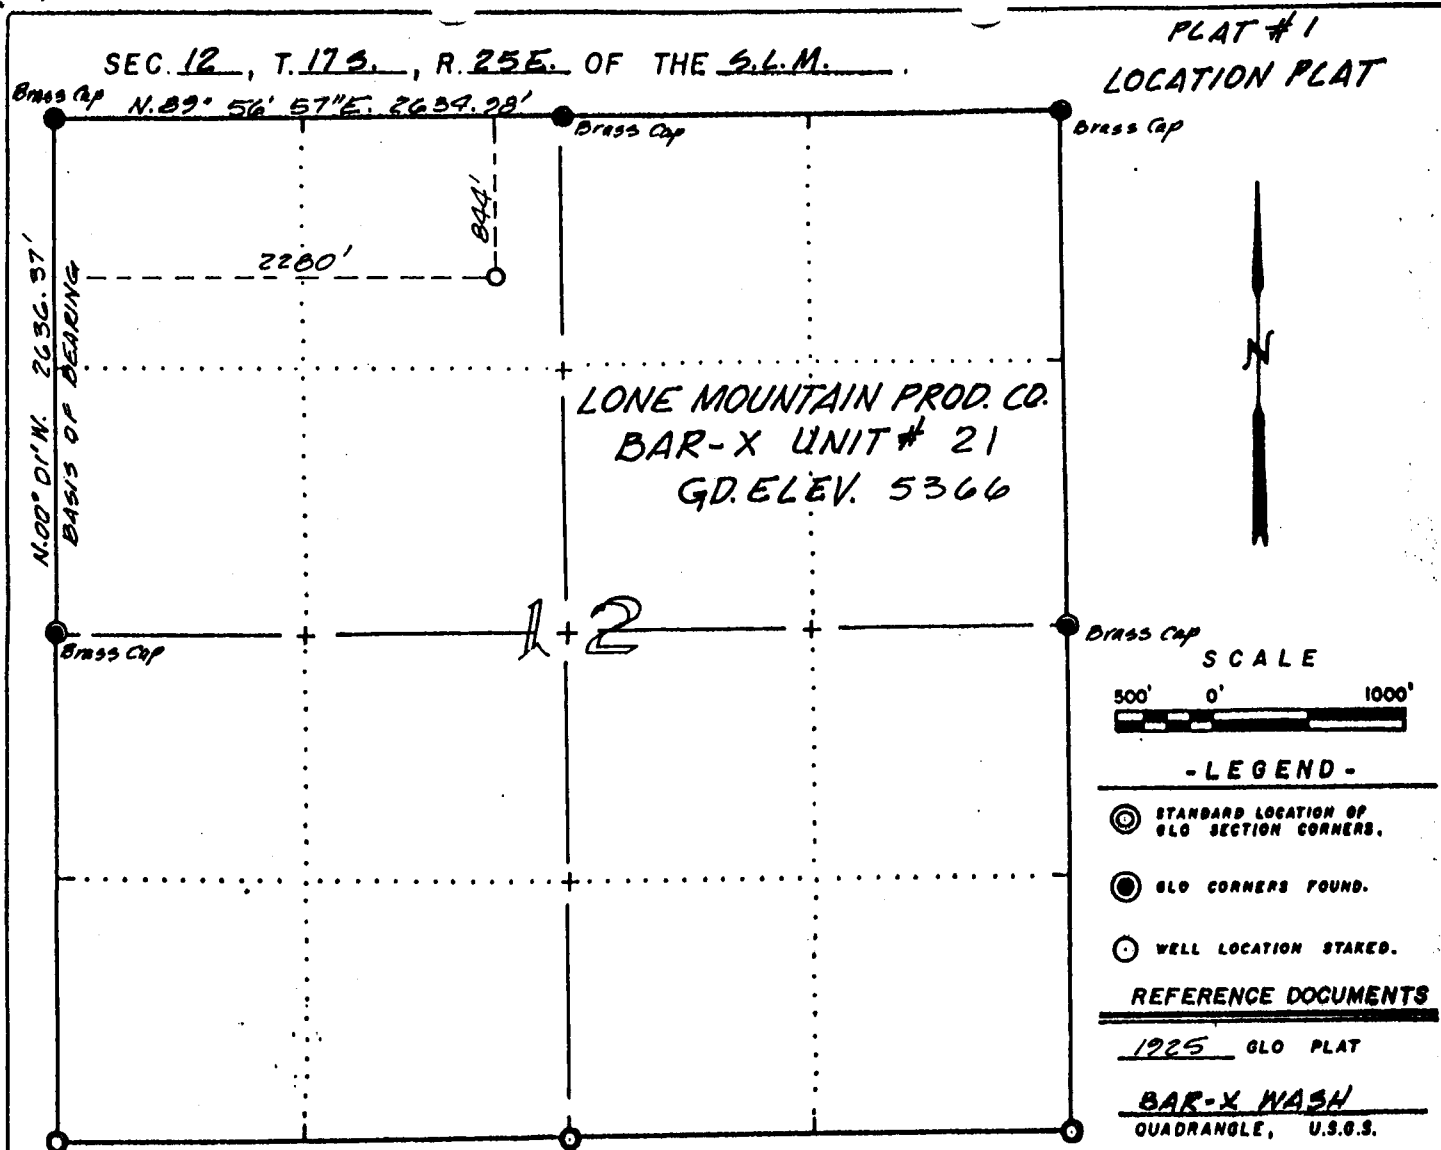 PLAT # 1
LOCATION PLAT
SEC. 12, T. 17 S., R. 25E. OF THE S.L.M.
Brass Cap
N. 89° 56' 57"E. 2634.98'
Brass Cap
Brass Cap
844'
2280'
N.00° 01' W. 2636.37'
BASIS OF BEARING
N
LONE MOUNTAIN PROD. CO.
BAR-X UNIT # 21
GD. ELEV. 5366
12
Brass Cap
Brass Cap
SCALE
500' 0' 1000'
- LEGEND -
STANDARD LOCATION OF
GLO SECTION CORNERS.
GLO CORNERS FOUND.
WELL LOCATION STAKED.
REFERENCE DOCUMENTS
1925 GLO PLAT
BAR-X WASH
QUADRANGLE, U.S.G.S.